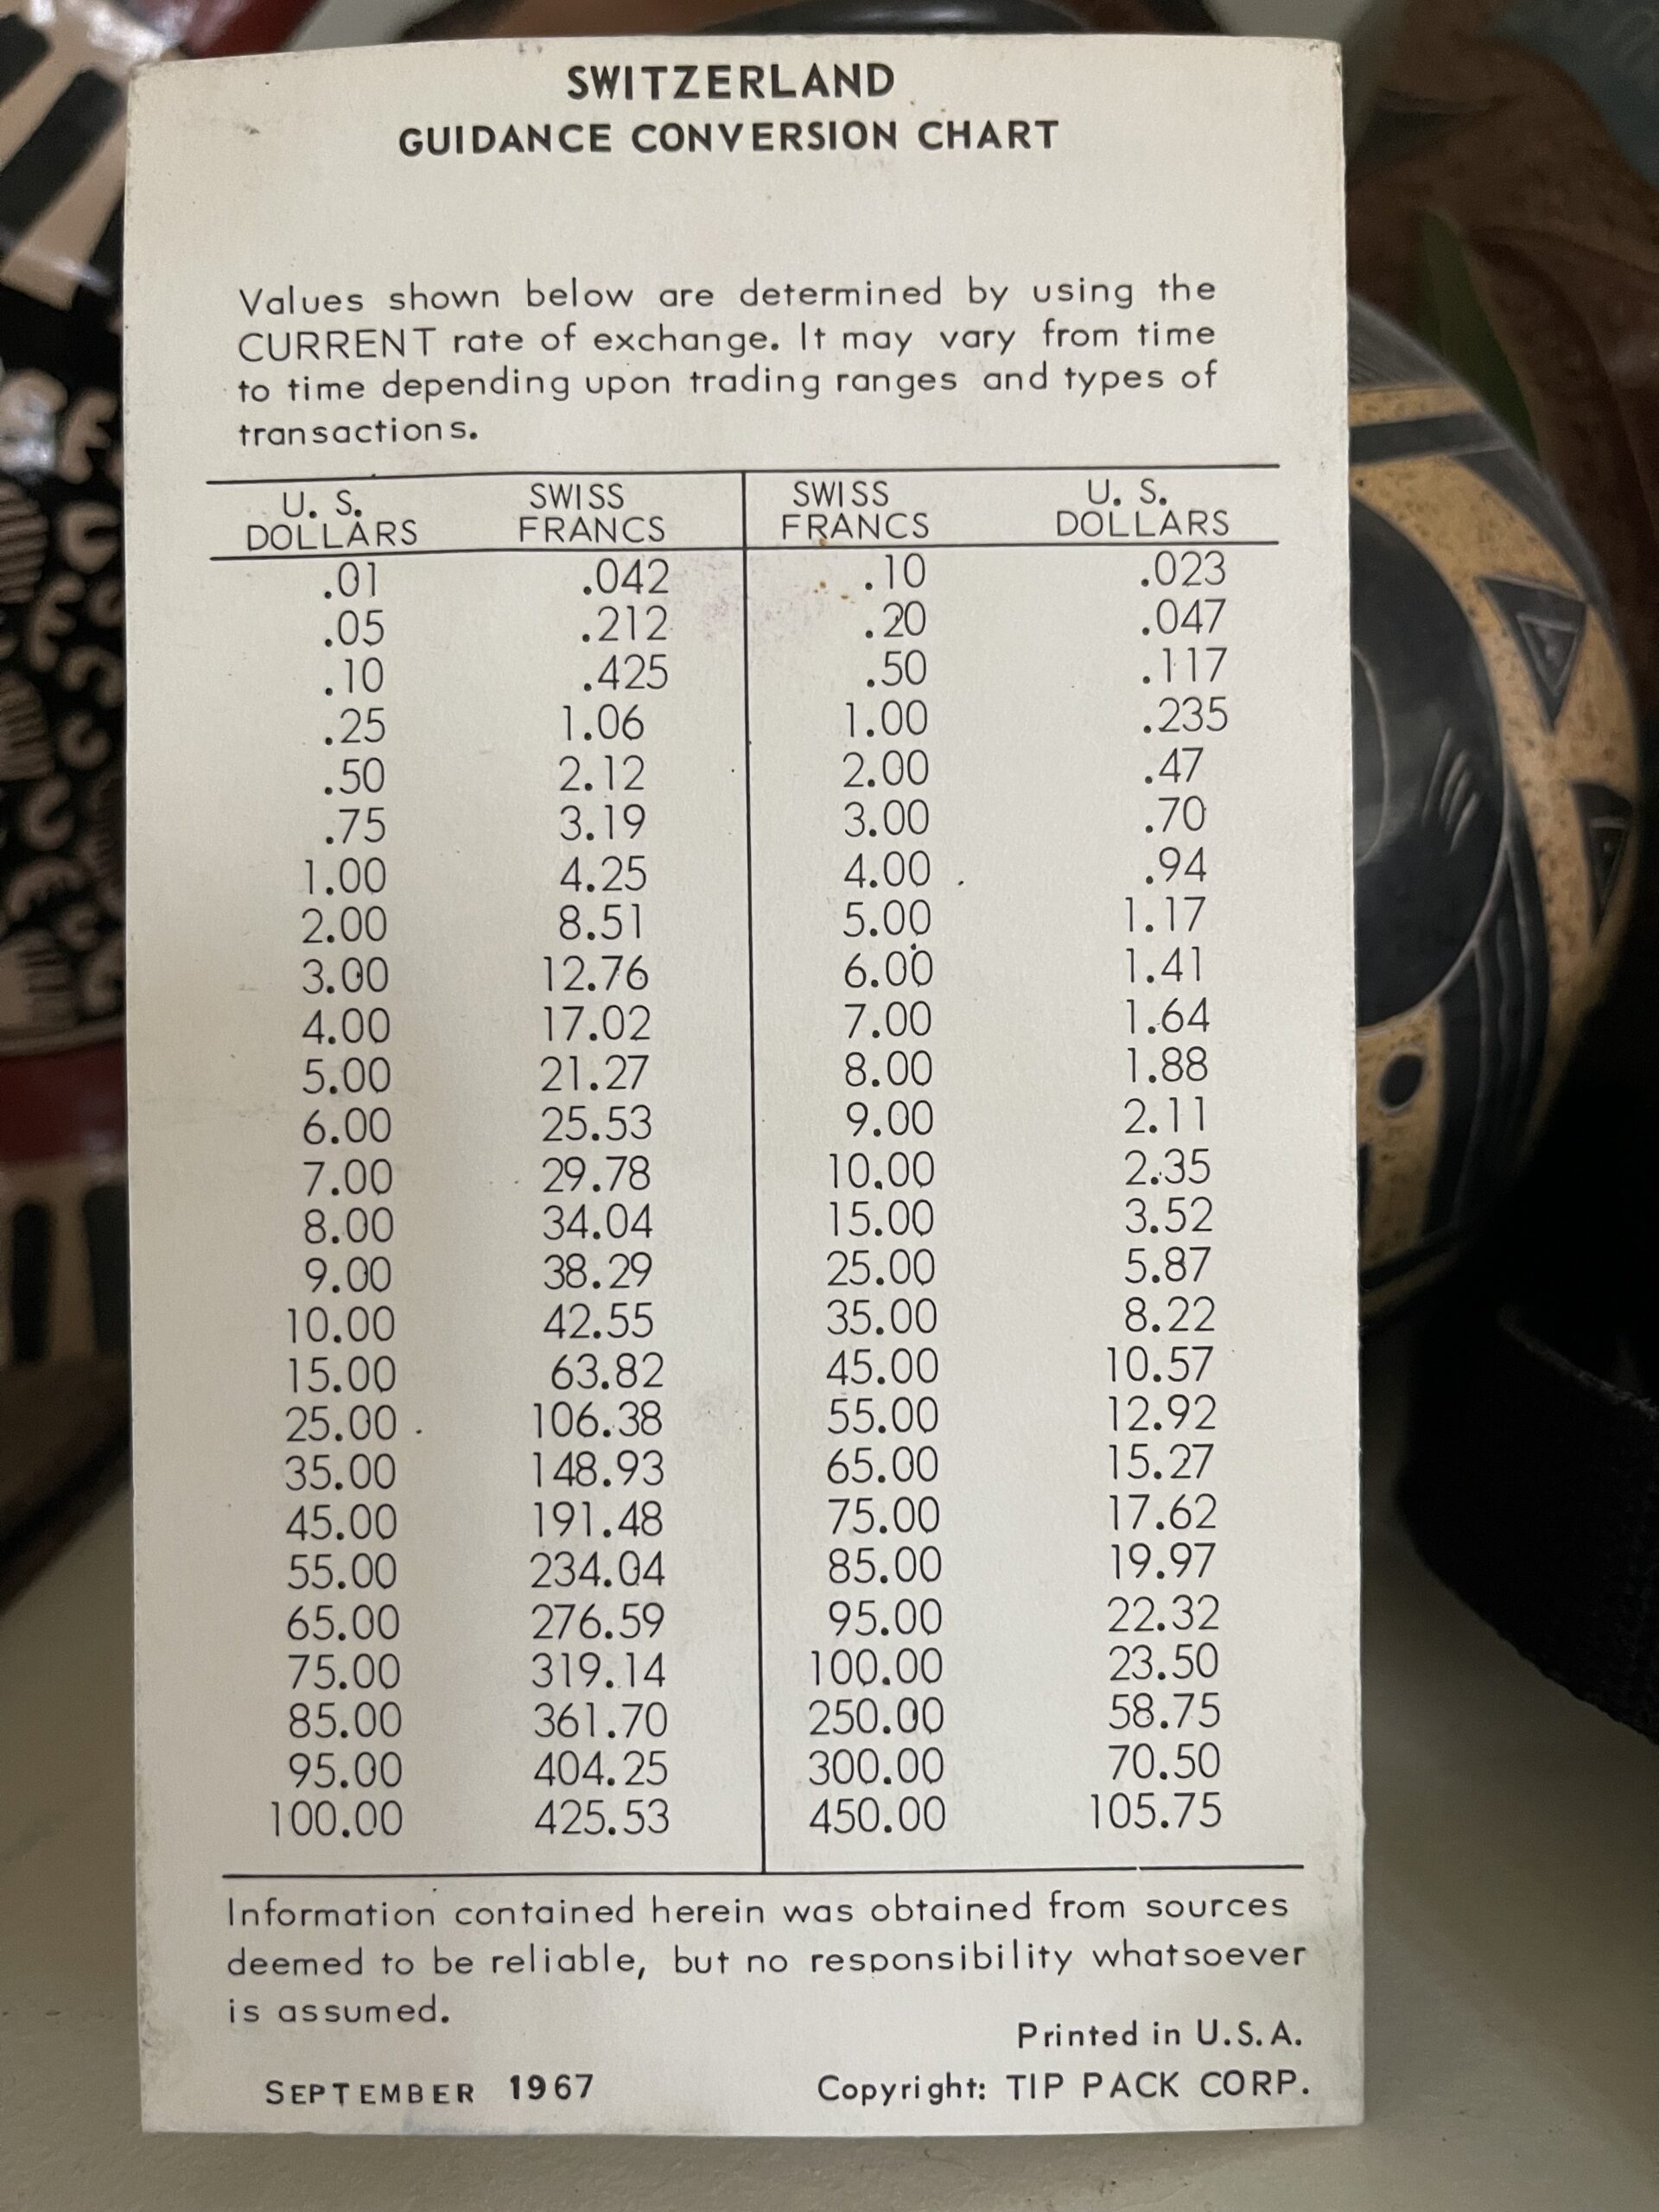 SWITZERLAND
GUIDANCE CONVERSION CHART
Values shown below are determined by using the
CURRENT rate of exchange. It may vary from time
to time depending upon trading ranges and types of
transactions.
U. S. DOLLARS SWISS FRANCS SWISS FRANCS U. S. DOLLARS
.01 .042 .10 .023
.05 .212 .20 .047
.10 .425 .50 .117
.25 1.06 1.00 .235
.50 2.12 2.00 .47
.75 3.19 3.00 .70
1.00 4.25 4.00 .94
2.00 8.51 5.00 1.17
3.00 12.76 6.00 1.41
4.00 17.02 7.00 1.64
5.00 21.27 8.00 1.88
6.00 25.53 9.00 2.11
7.00 29.78 10.00 2.35
8.00 34.04 15.00 3.52
9.00 38.29 25.00 5.87
10.00 42.55 35.00 8.22
15.00 63.82 45.00 10.57
25.00 106.38 55.00 12.92
35.00 148.93 65.00 15.27
45.00 191.48 75.00 17.62
55.00 234.04 85.00 19.97
65.00 276.59 95.00 22.32
75.00 319.14 100.00 23.50
85.00 361.70 250.00 58.75
95.00 404.25 300.00 70.50
100.00 425.53 450.00 105.75
Information contained herein was obtained from sources
deemed to be reliable, but no responsibility whatsoever
is assumed.
Printed in U.S.A.
SEPTEMBER 1967 Copyright: TIP PACK CORP.